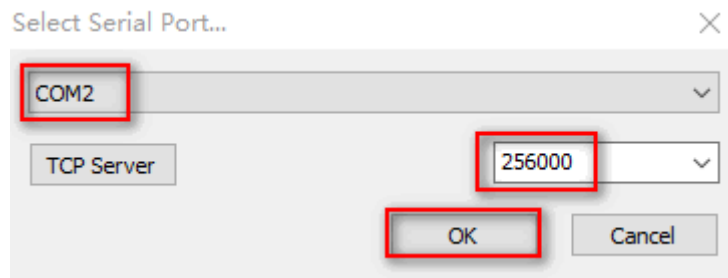 Select Serial Port...
COM2
TCP Server
256000
OK
Cancel